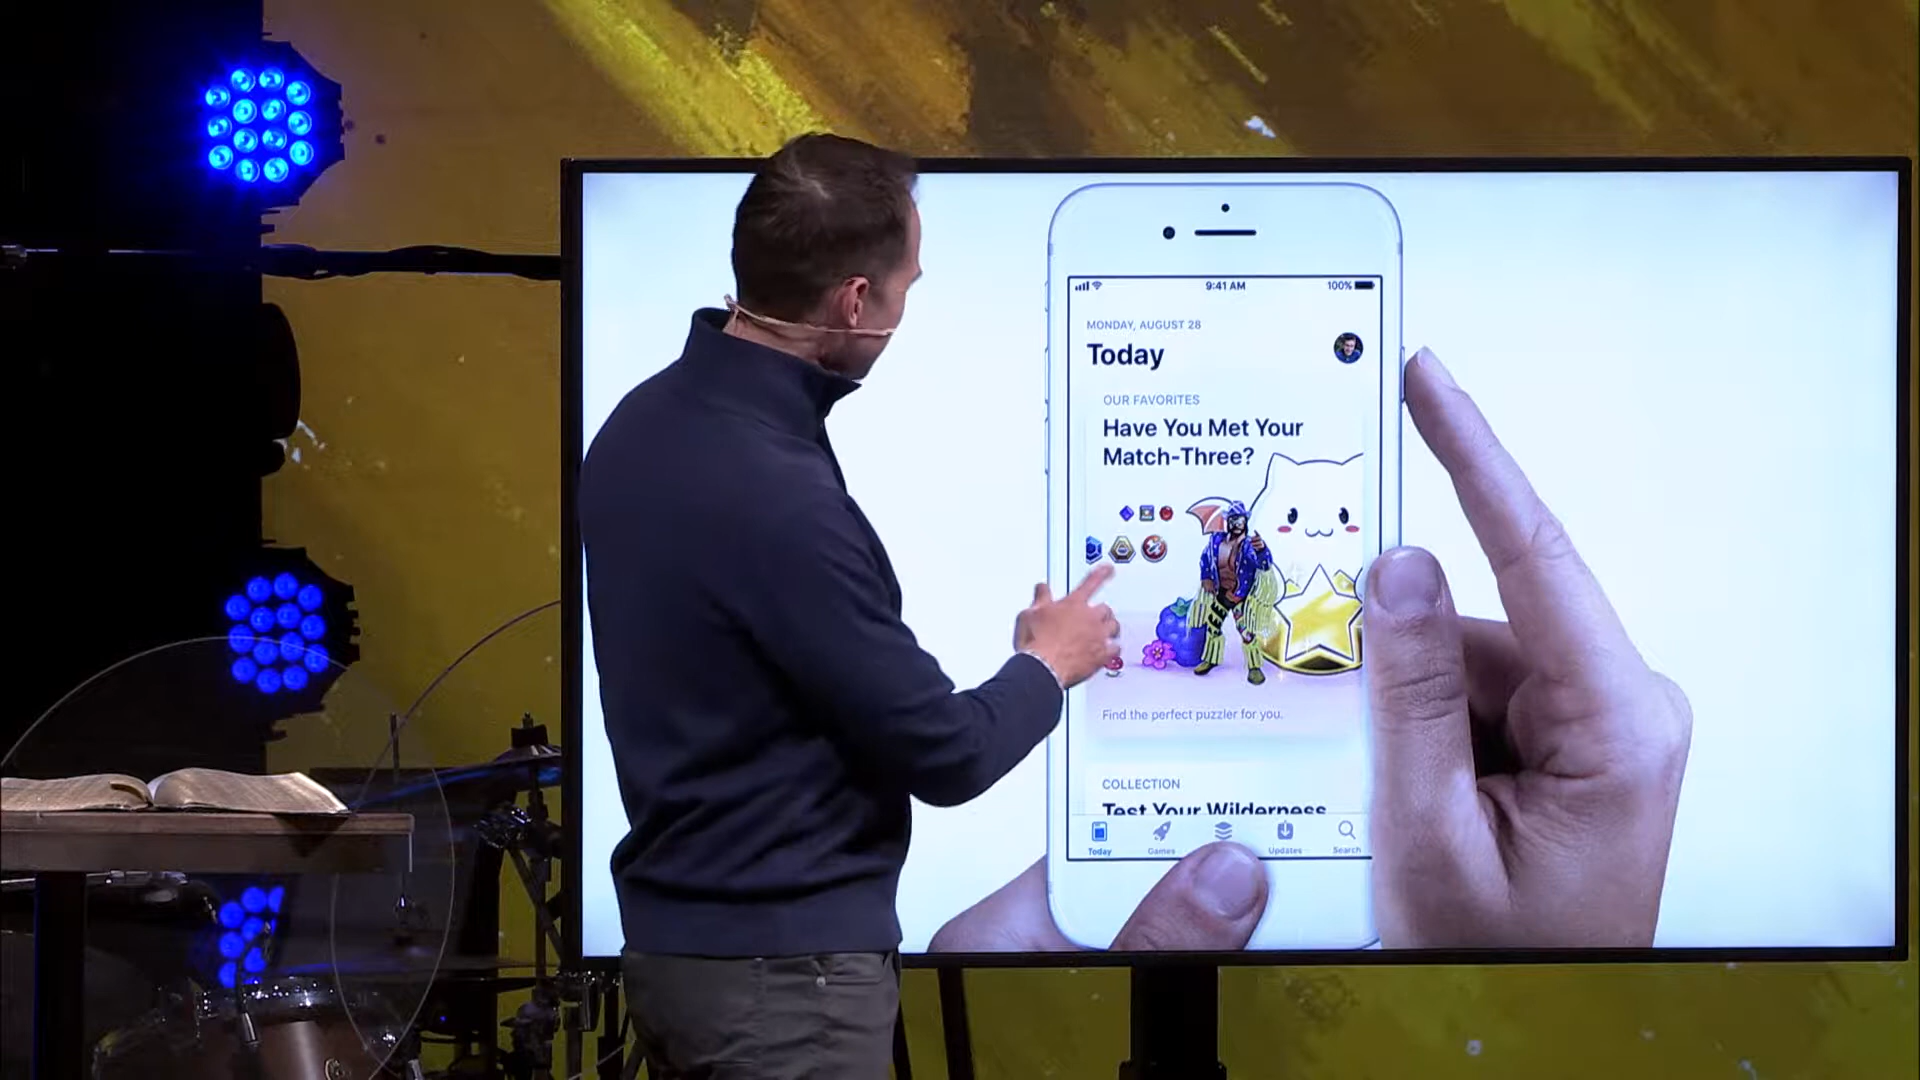 9:41 AM
100%
MONDAY, AUGUST 28
Today
OUR FAVORITES
Have You Met Your
Match-Three?
Find the perfect puzzler for you.
COLLECTION
Test Your Wilderness
Today
Games
Updates
Search